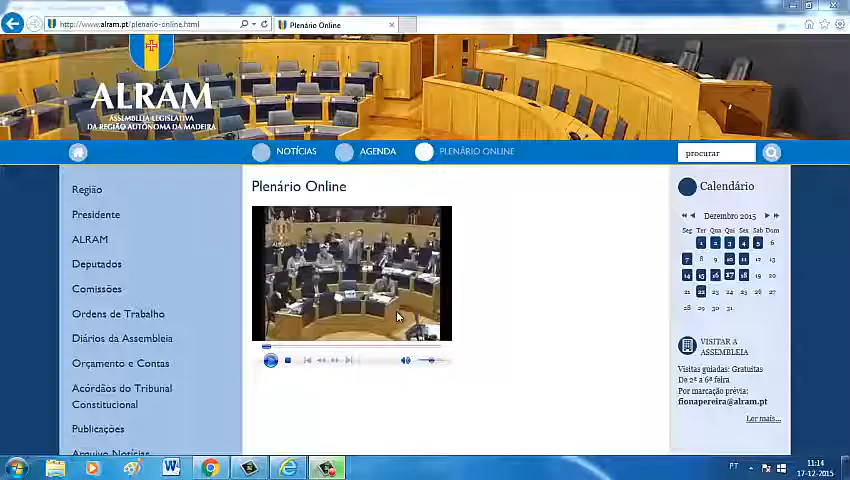 http://www.alram.pt/plenario-online.html
Plenário Online
ALRAM
ASSEMBLEIA LEGISLATIVA
DA REGIÃO AUTÓNOMA DA MADEIRA
NOTÍCIAS
AGENDA
PLENÁRIO ONLINE
procurar
Região
Presidente
ALRAM
Deputados
Comissões
Ordens de Trabalho
Diários da Assembleia
Orçamento e Contas
Acórdãos do Tribunal
Constitucional
Publicações
Arquivo Notícias
Plenário Online
Calendário
Dezembro 2015
Seg Ter Qua Qui Sex Sab Dom
1 2 3 4 5 6
7 8 9 10 11 12 13
14 15 16 17 18 19 20
21 22 23 24 25 26 27
28 29 30 31
VISITAR A
ASSEMBLEIA
Visitas guiadas: Gratuitas
De 2ª a 6ª feira
Por marcação prévia:
fionapereira@alram.pt
Ler mais...
PT
11:14
17-12-2015